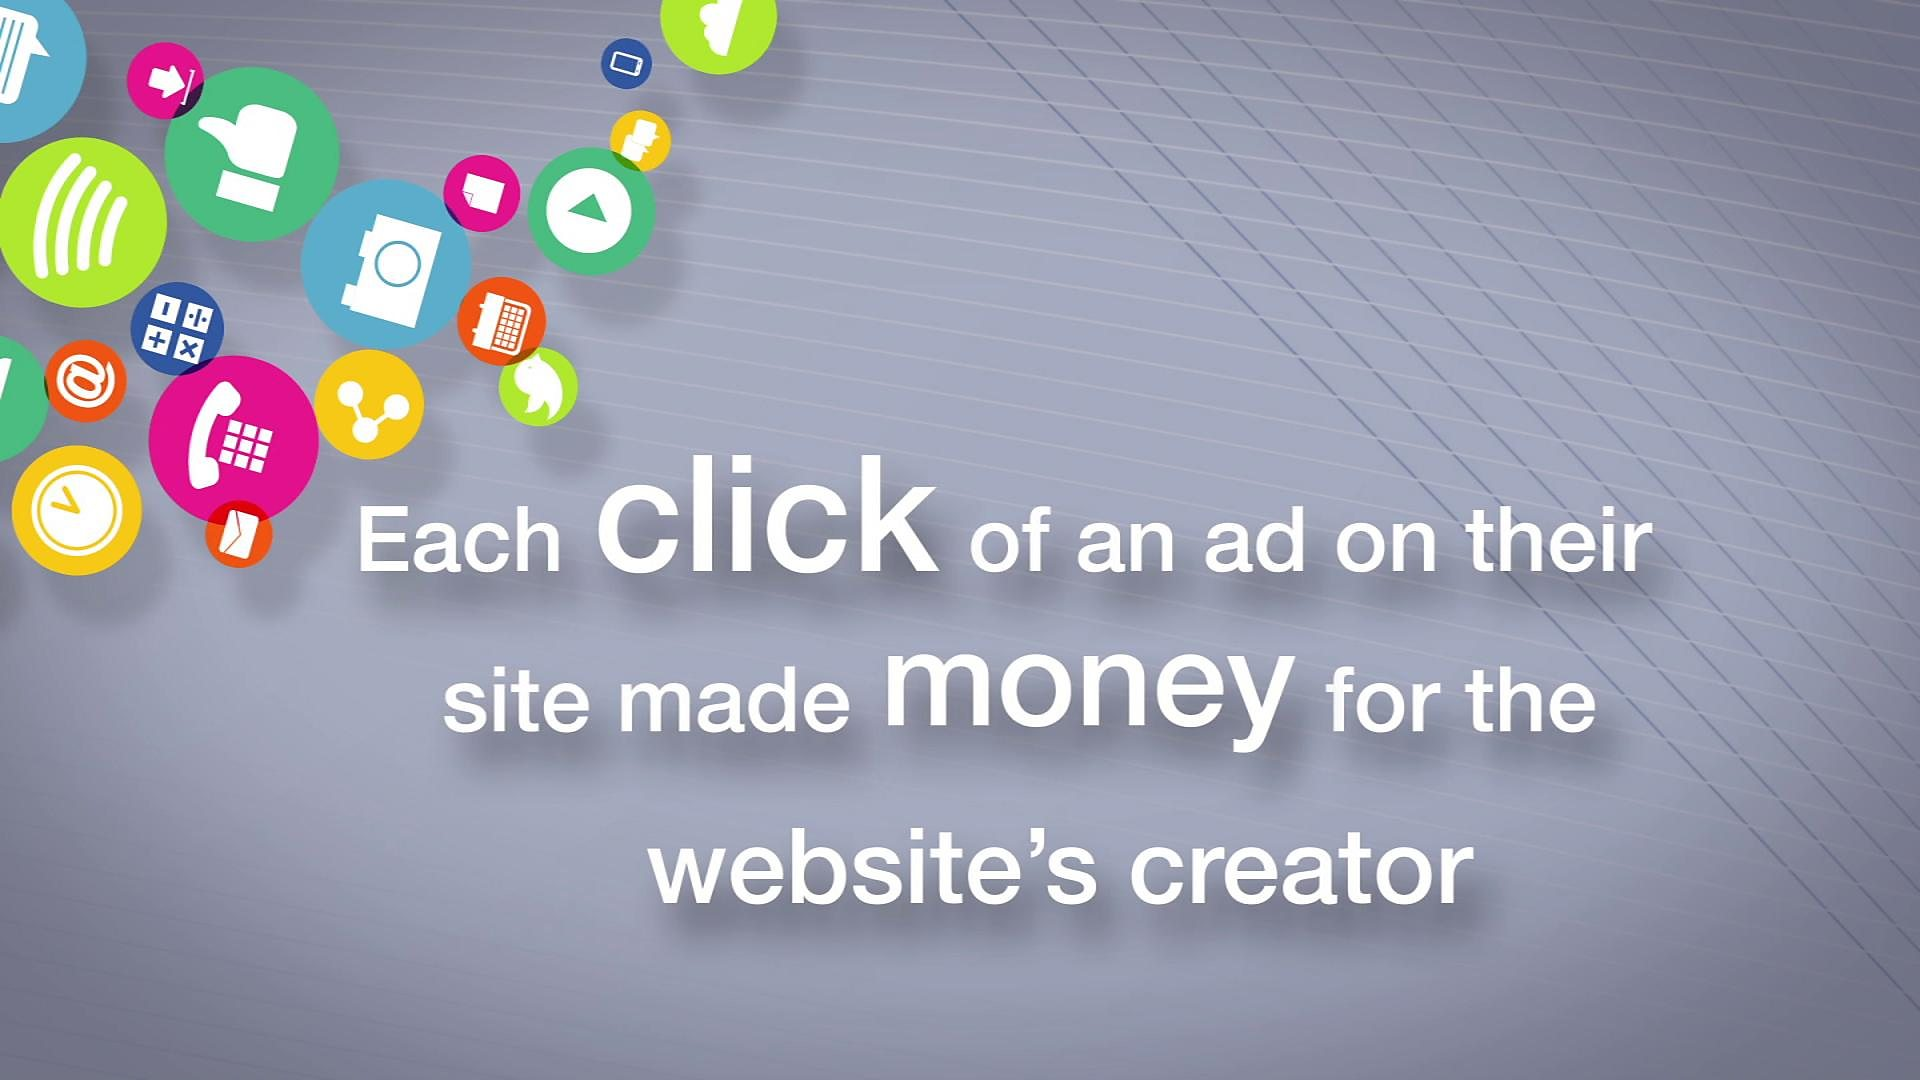 Each click of an ad on their
site made money for the
website’s creator